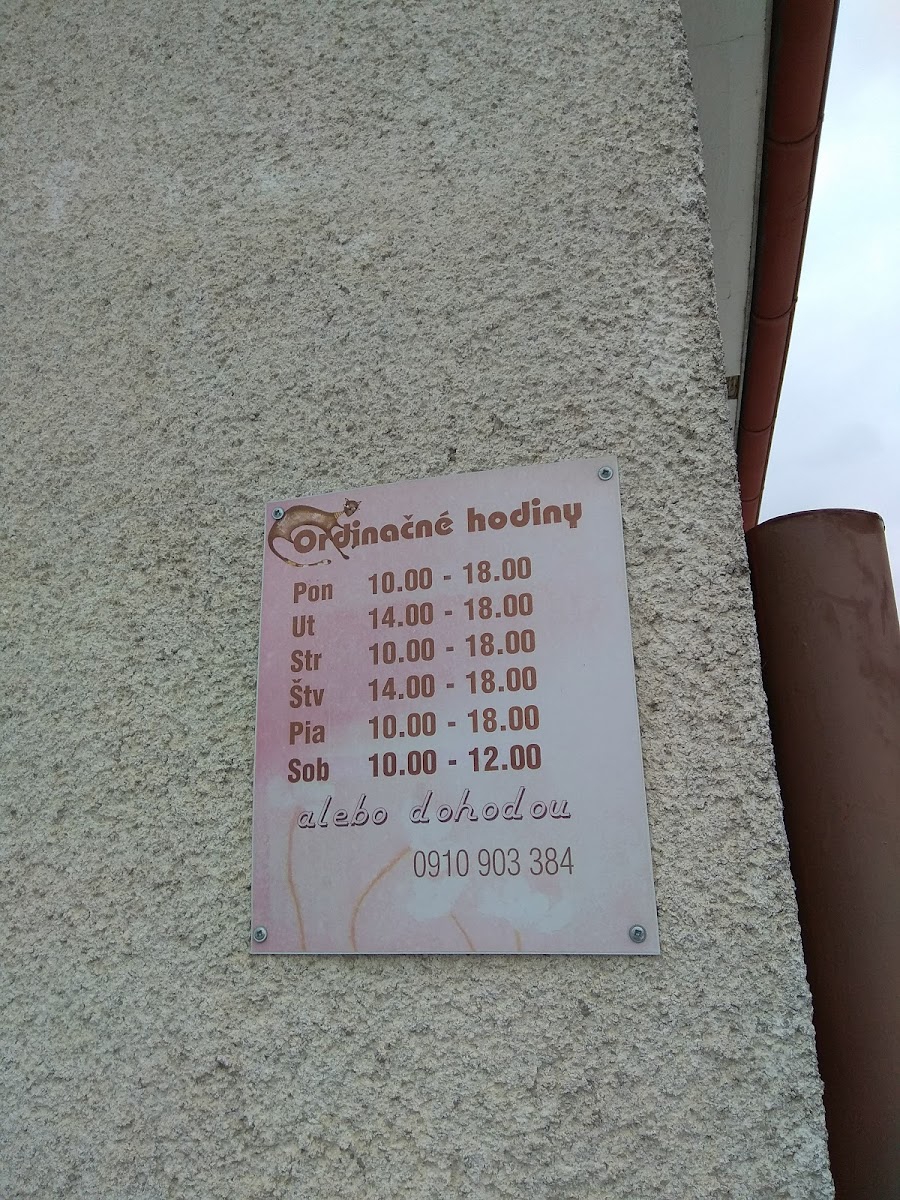 Ordinačné hodiny
Pon 10.00 - 18.00
Ut 14.00 - 18.00
Str 10.00 - 18.00
Štv 14.00 - 18.00
Pia 10.00 - 18.00
Sob 10.00 - 12.00
alebo dohodou
0910 903 384